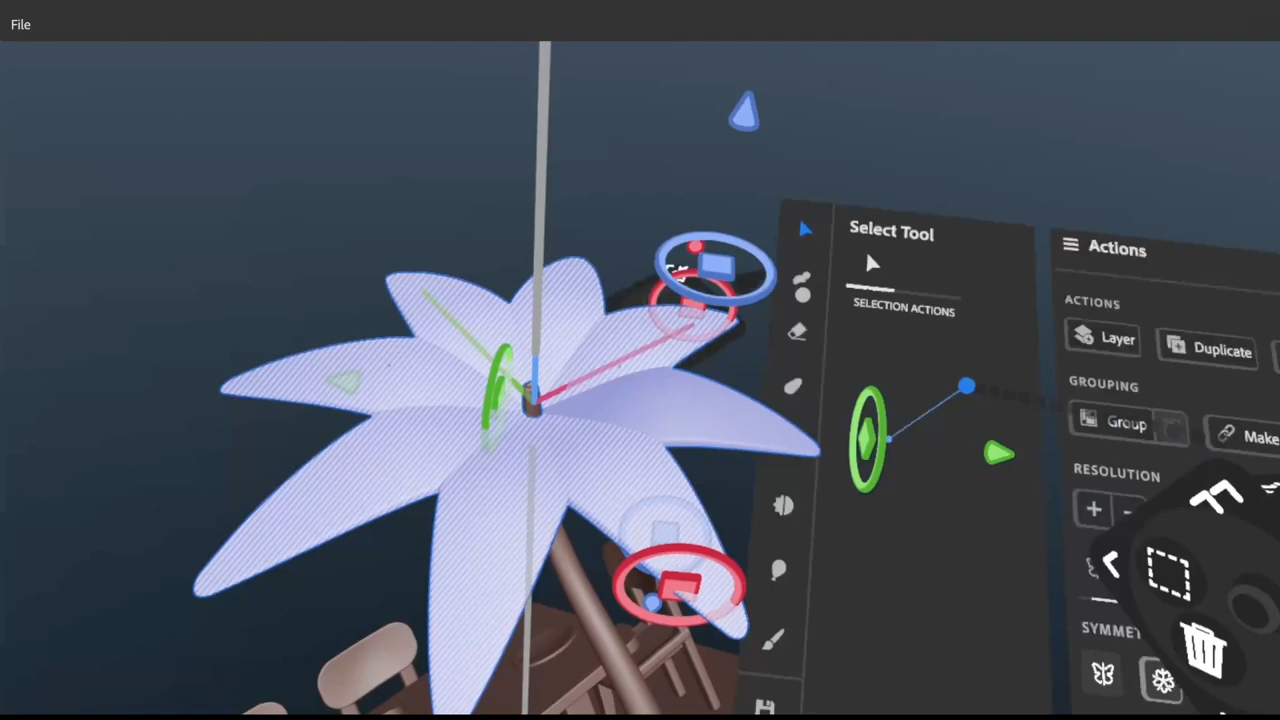 File
Select Tool
SELECTION ACTIONS
Actions
ACTIONS
Layer
Duplicate
GROUPING
Group
Make
RESOLUTION
+ -
SYMMET